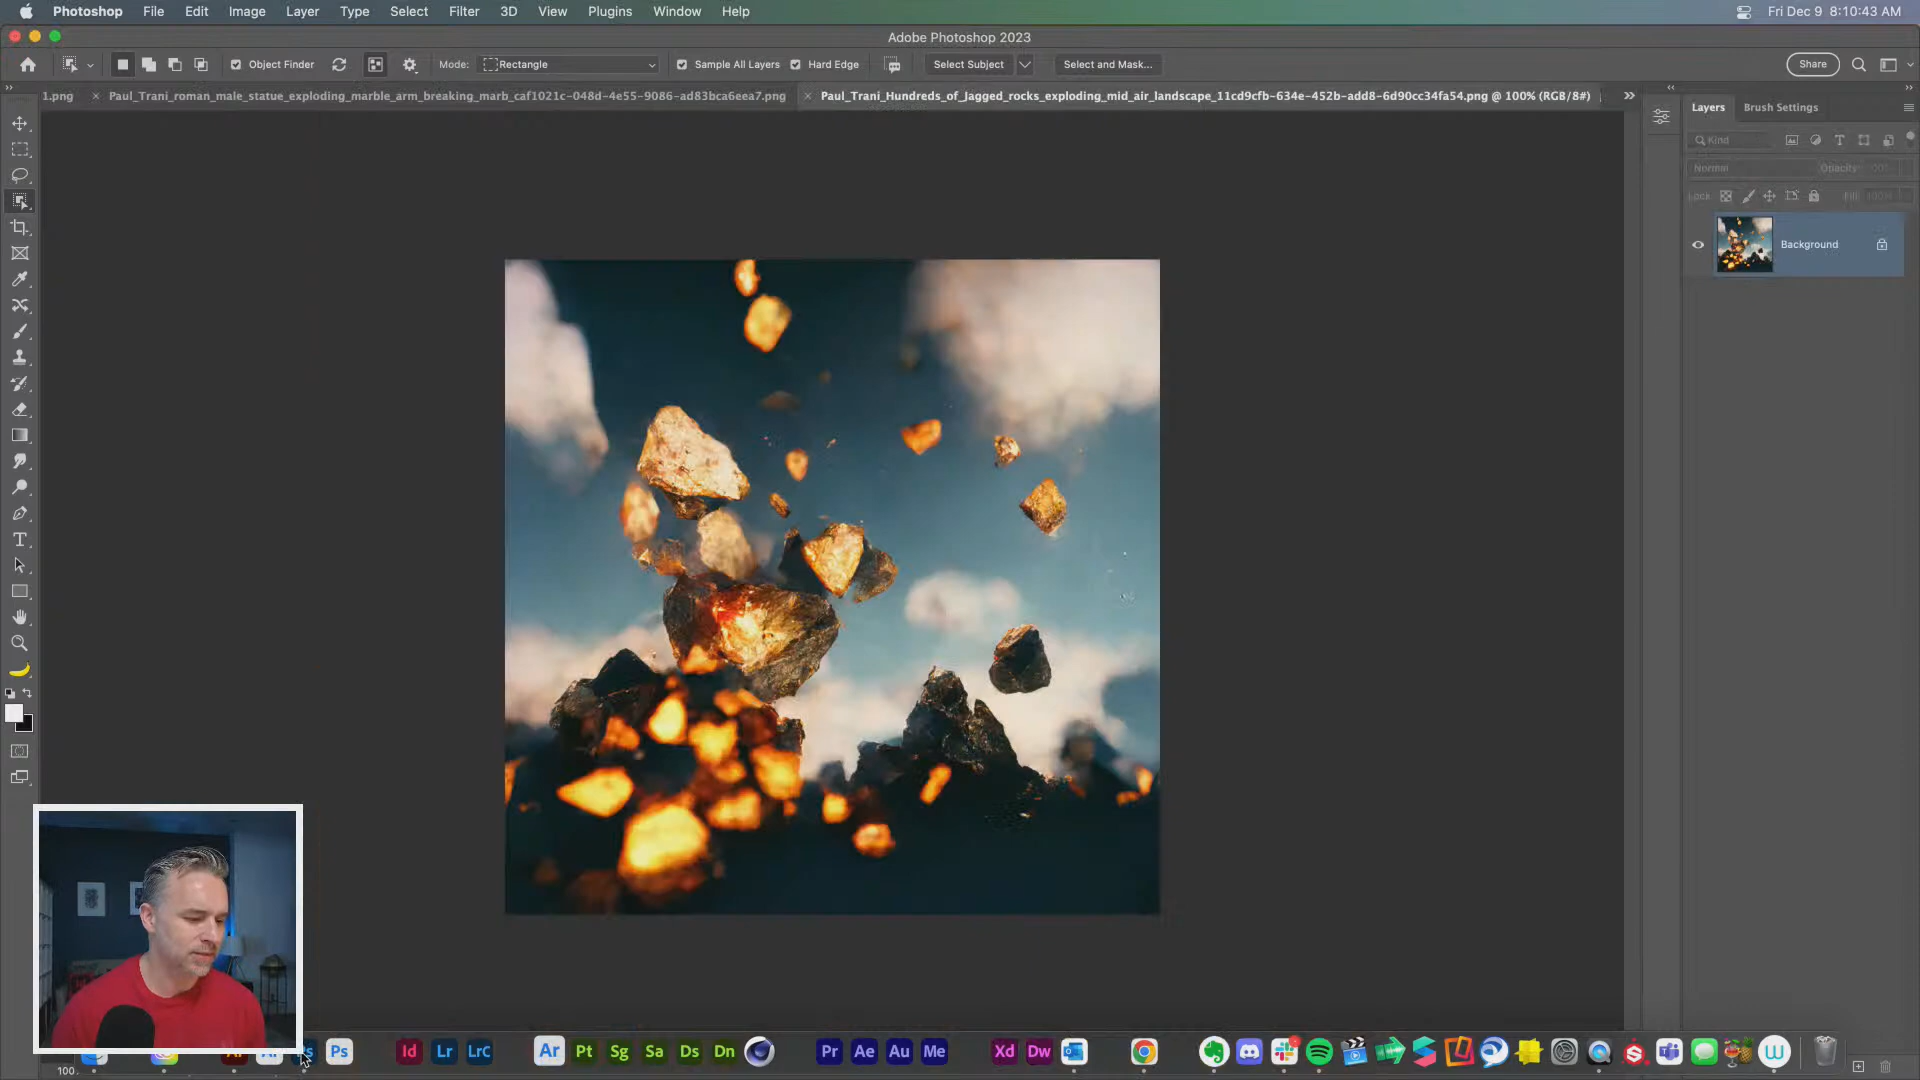 Photoshop File Edit Image Layer Type Select Filter 3D View Plugins Window Help Fri Dec 9 8:10:43 AM
Adobe Photoshop 2023
Object Finder Mode: Rectangle Sample All Layers Hard Edge Select Subject Select and Mask... Share
1.png × Paul_Trani_roman_male_statue_exploding_marble_arm_breaking_marb_caf1021c-048d-4e55-9086-ad83bca6eea7.png × Paul_Trani_Hundreds_of_Jagged_rocks_exploding_mid_air_landscape_11cd9cfb-634e-452b-add8-6d90cc34fa54.png @ 100% (RGB/8#)
Layers Brush Settings
Kind
Normal Opacity:
Lock: Fill: 100%
Background
Ps Id Lr LrC Ar Pt Sg Sa Ds Dn Pr Ae Au Me Xd Dw
100